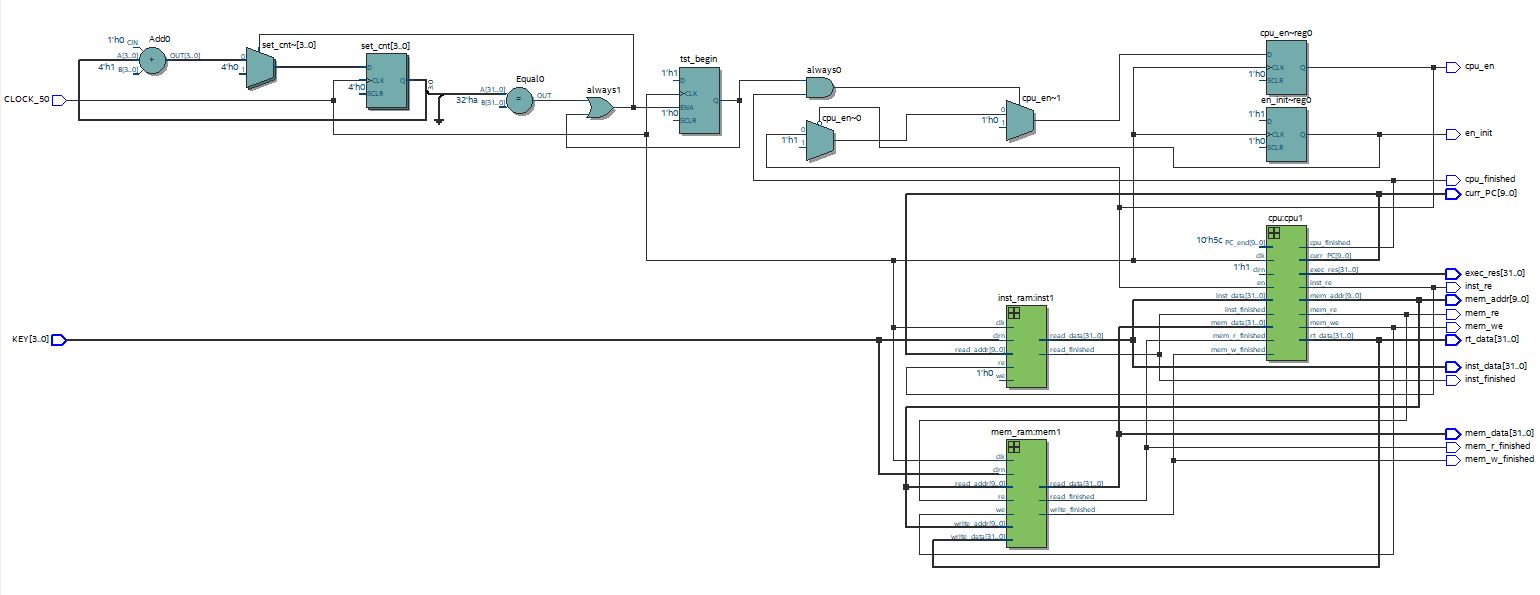 CLOCK_50
1'h0 CIN
Add0
A[3..0]
4'h1 B[3..0]
+
OUT[3..0]
set_cnt~[3..0]
0
4'h0 1
set_cnt[3..0]
D
>CLK
4'h0
SCLR
Q
3:0
Equal0
A[31..0]
32'ha B[31..0]
=
OUT
always1
tst_begin
1'h1
D
>CLK
ENA
1'h0
SCLR
Q
always0
cpu_en~0
0
1'h1 1
cpu_en~1
0
1'h0 1
cpu_en~reg0
D
>CLK
1'h0
SCLR
Q
en_init~reg0
1'h1
D
>CLK
1'h0
SCLR
Q
cpu_en
en_init
cpu_finished
curr_PC[9..0]
cpu:cpu1
10'h5c PC_end[9..0]
clk
1'h1
clrn
en
inst_data[31..0]
inst_finished
mem_data[31..0]
mem_r_finished
mem_w_finished
cpu_finished
curr_PC[9..0]
exec_res[31..0]
inst_re
mem_addr[9..0]
mem_re
mem_we
rt_data[31..0]
exec_res[31..0]
inst_re
mem_addr[9..0]
mem_re
mem_we
rt_data[31..0]
inst_data[31..0]
inst_finished
KEY[3..0]
inst_ram:inst1
clk
clrn
read_addr[9..0]
re
1'h0 we
read_data[31..0]
read_finished
mem_ram:mem1
clk
clrn
read_addr[9..0]
re
we
write_addr[9..0]
write_data[31..0]
read_data[31..0]
read_finished
write_finished
mem_data[31..0]
mem_r_finished
mem_w_finished